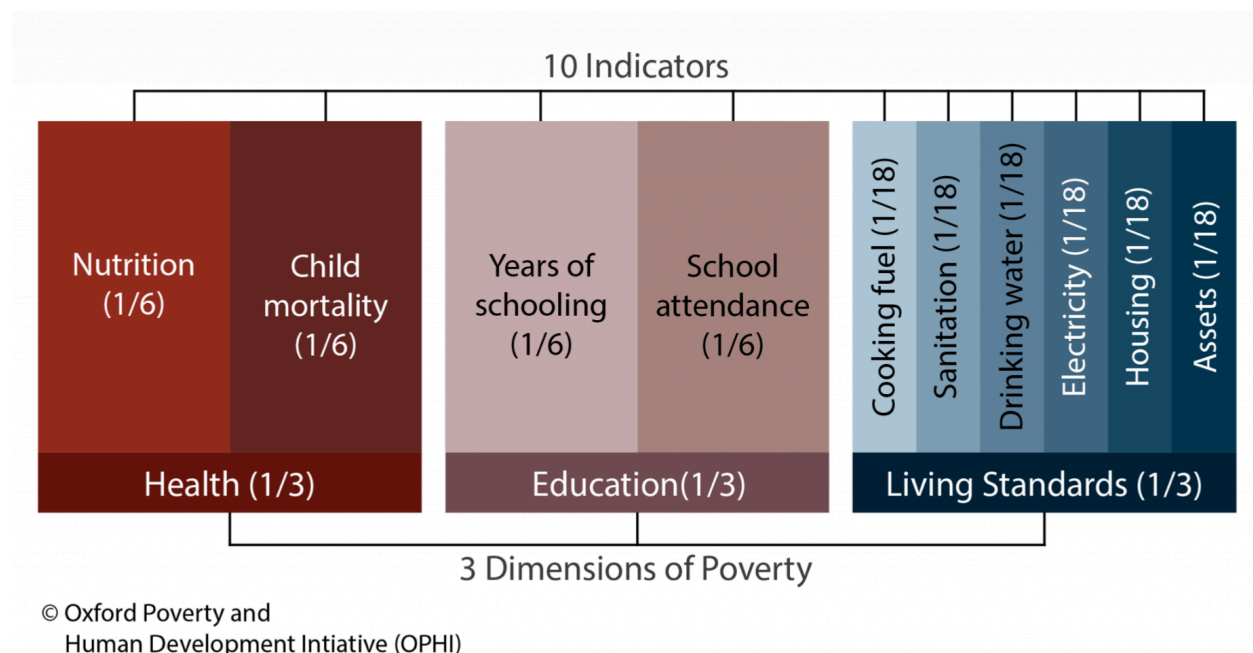 10 Indicators
Nutrition
(1/6)
Child
mortality
(1/6)
Years of
schooling
(1/6)
School
attendance
(1/6)
Cooking fuel (1/18)
Sanitation (1/18)
Drinking water (1/18)
Electricity (1/18)
Housing (1/18)
Assets (1/18)
Health (1/3)
Education(1/3)
Living Standards (1/3)
3 Dimensions of Poverty
© Oxford Poverty and
Human Development Intiative (OPHI)